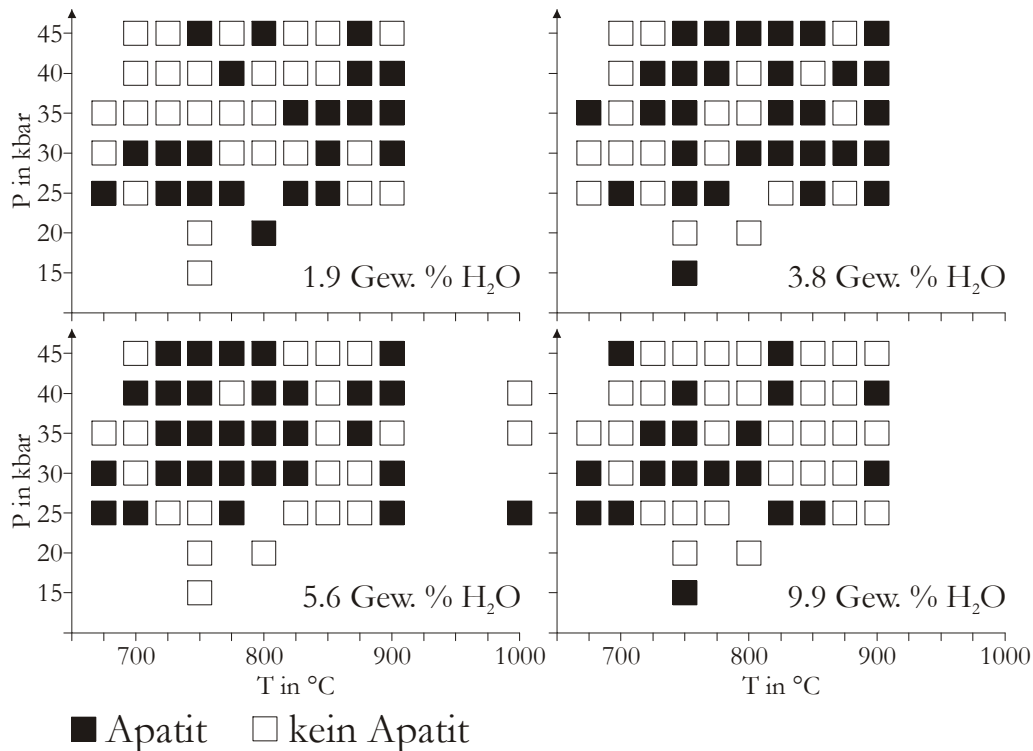 45
40
35
30
25
20
15
P in kbar
1.9 Gew. % H₂O
3.8 Gew. % H₂O
45
40
35
30
25
20
15
P in kbar
5.6 Gew. % H₂O
9.9 Gew. % H₂O
700 800 900 1000 700 800 900 1000
T in °C T in °C
Apatit kein Apatit